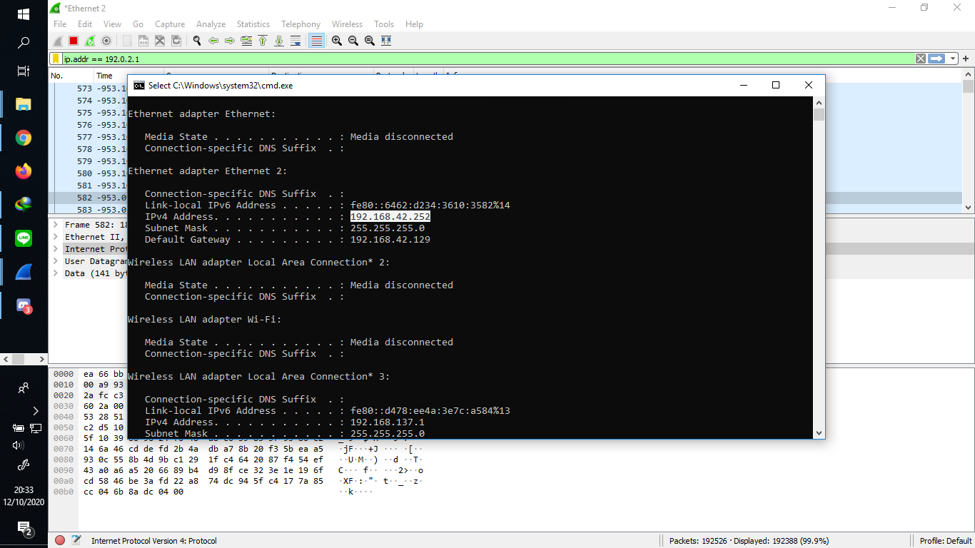 *Ethernet 2
File Edit View Go Capture Analyze Statistics Telephony Wireless Tools Help
ip.addr == 192.0.2.1
No. Time
Select C:\Windows\system32\cmd.exe
573 -953.1
574 -953.1
575 -953.1
576 -953.1
577 -953.1
578 -953.1
579 -953.1
580 -953.1
581 -953.1
582 -953.0
583 -953.0
Ethernet adapter Ethernet:
Media State . . . . . . . . . . . : Media disconnected
Connection-specific DNS Suffix . :
Ethernet adapter Ethernet 2:
Connection-specific DNS Suffix . :
Link-local IPv6 Address . . . . . : fe80::6462:d234:3610:3582%14
IPv4 Address. . . . . . . . . . . : 192.168.42.252
Subnet Mask . . . . . . . . . . . : 255.255.255.0
Default Gateway . . . . . . . . . : 192.168.42.129
Wireless LAN adapter Local Area Connection* 2:
Media State . . . . . . . . . . . : Media disconnected
Connection-specific DNS Suffix . :
Wireless LAN adapter Wi-Fi:
Media State . . . . . . . . . . . : Media disconnected
Connection-specific DNS Suffix . :
Wireless LAN adapter Local Area Connection* 3:
Connection-specific DNS Suffix . :
Link-local IPv6 Address . . . . . : fe80::d478:ee4a:3e7c:a584%13
IPv4 Address. . . . . . . . . . . : 192.168.137.1
Subnet Mask . . . . . . . . . . . : 255.255.255.0
Frame 582: 18
Ethernet II,
Internet Prot
User Datagram
Data (141 byt
0000 ea 66 bb
0010 00 a9 93
0020 2a fc c3
0030 60 2a 00
0040 53 28 51
0050 c2 d5 10
0060 5f 10 39
0070 14 6a 46 cd de fd 2b 4a db a7 8b 20 f3 5b ea a5
0080 93 0c 55 8b 4d 9b c1 29 1f c4 64 20 87 f4 54 ef
0090 43 a0 a6 a5 20 66 89 b4 d9 8f ce 32 3e 1e 19 6f
00a0 cd 58 46 be 3a fd 22 a8 74 dc 94 5f c4 17 7a 85
00b0 cc 04 6b 8a dc 04 00
20:33
12/10/2020
2
3
Internet Protocol Version 4: Protocol
Packets: 192526 · Displayed: 192388 (99.9%)
Profile: Default